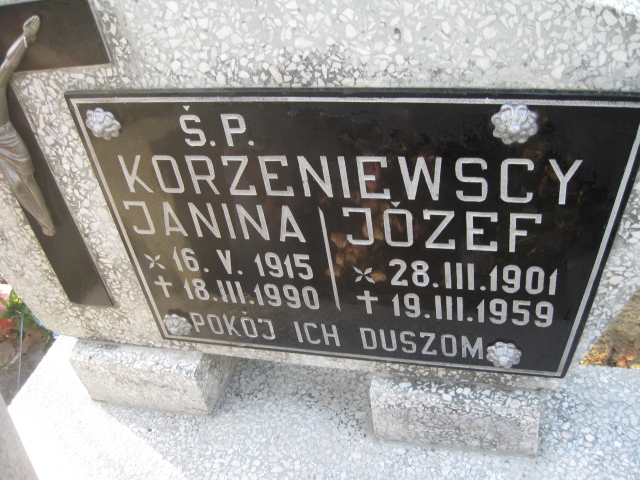 Ś.P.
KORZENIEWSCY
JANINA JÓZEF
16.V.1915 28.III.1901
✝ 18.III.1990 ✝ 19.III.1959
POKÓJ ICH DUSZOM